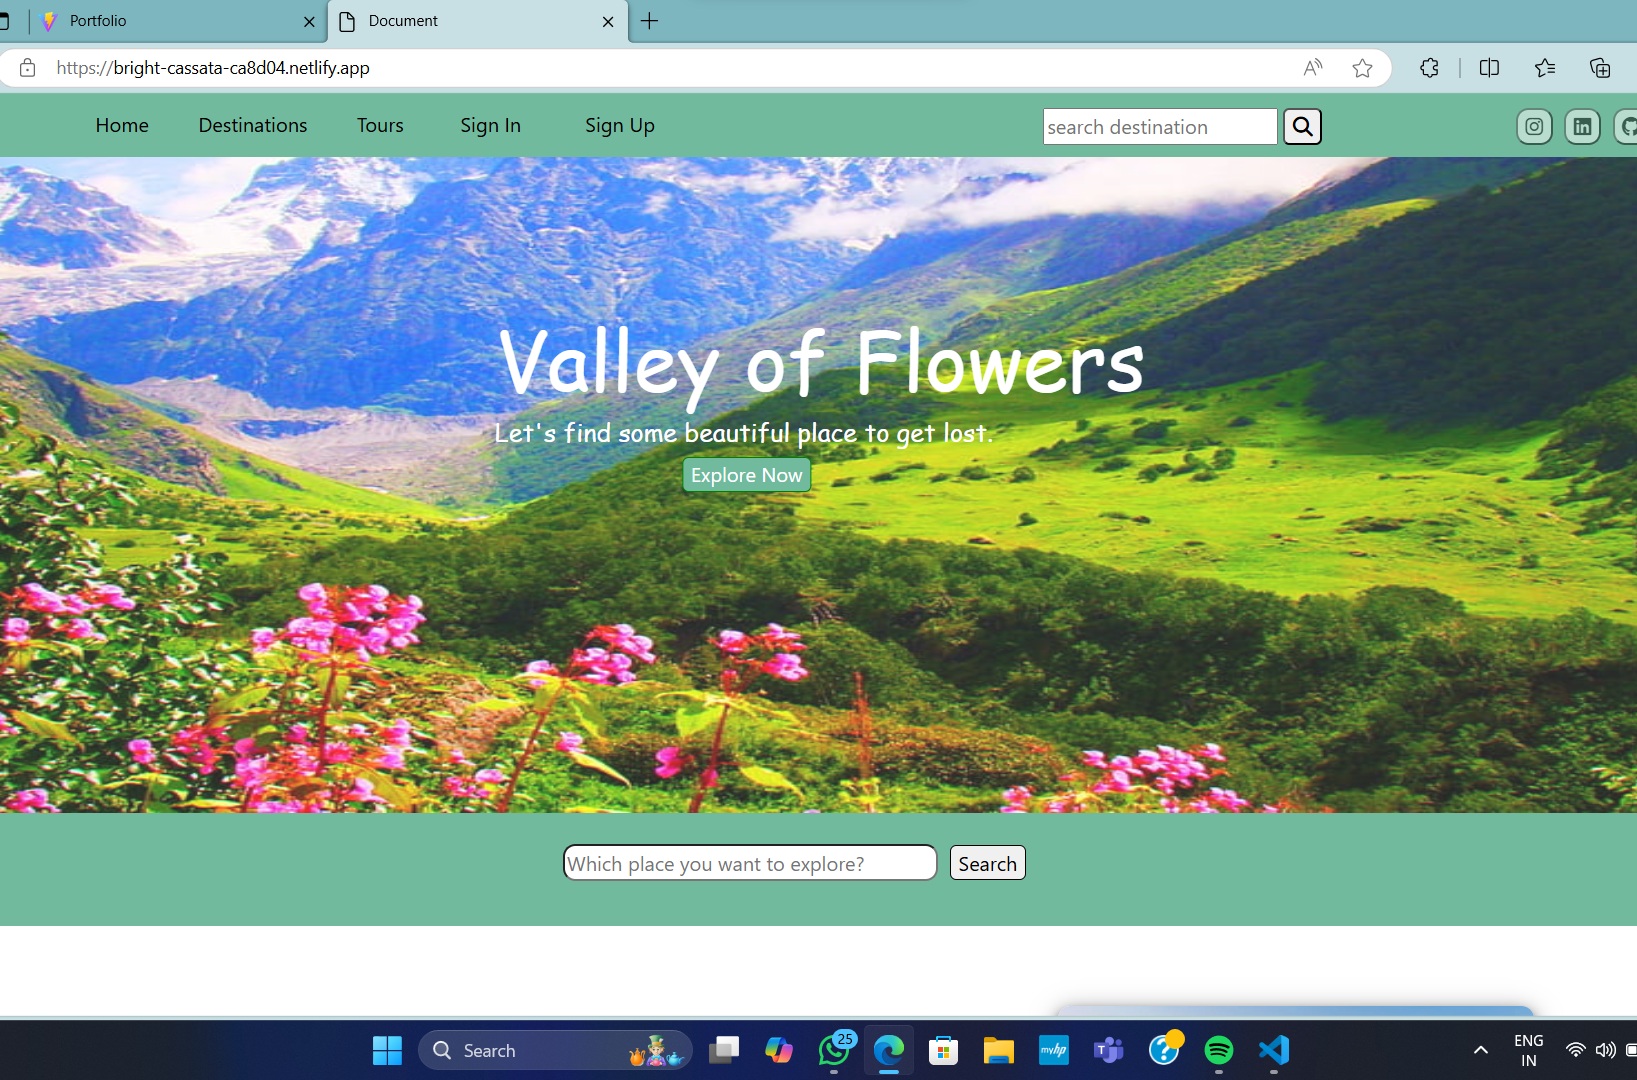 Portfolio
Document
https://bright-cassata-ca8d04.netlify.app
Home Destinations Tours Sign In Sign Up
search destination
Valley of Flowers
Let's find some beautiful place to get lost.
Explore Now
Which place you want to explore? Search
Search
25
myhp
T
?
ENG
IN